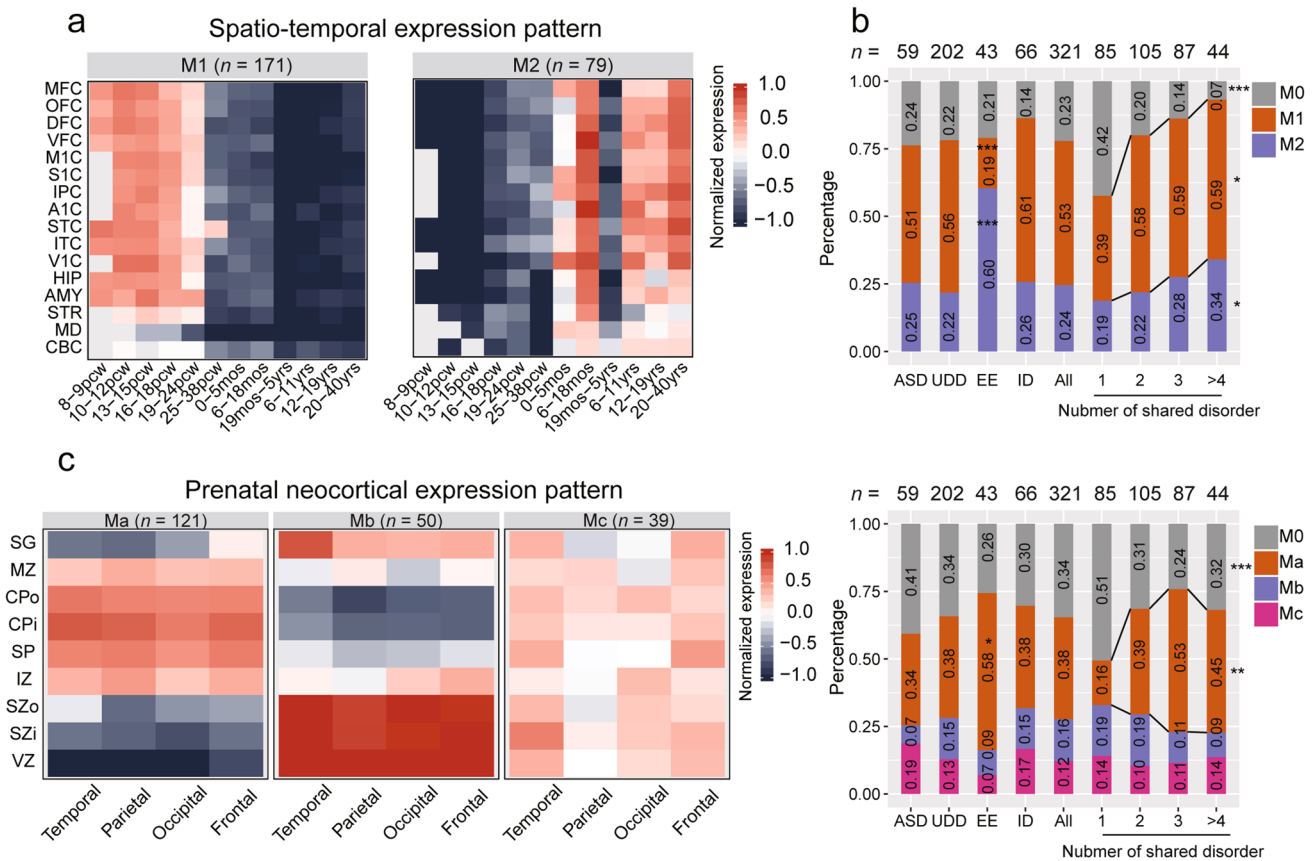 a
Spatio-temporal expression pattern
M1 (n = 171)
M2 (n = 79)
MFC
OFC
DFC
VFC
M1C
S1C
IPC
A1C
STC
ITC
V1C
HIP
AMY
STR
MD
CBC
8–9pcw
10–12pcw
13–15pcw
16–18pcw
19–24pcw
25–38pcw
0–5mos
6–18mos
19mos–5yrs
6–11yrs
12–19yrs
20–40yrs
8–9pcw
10–12pcw
13–15pcw
16–18pcw
19–24pcw
25–38pcw
0–5mos
6–18mos
19mos–5yrs
6–11yrs
12–19yrs
20–40yrs
Normalized expression
1.0
0.5
0.0
−0.5
−1.0
b
n = 59 202 43 66 321 85 105 87 44
Percentage
1.00
0.75
0.50
0.25
0.00
0.24 0.22 0.21 0.14 0.23 0.42 0.20 0.14 0.07 ***
0.51 0.56 *** 0.19 0.61 0.53 0.39 0.58 0.59 0.59 *
0.25 0.22 *** 0.60 0.26 0.24 0.19 0.22 0.28 0.34 *
ASD UDD EE ID All 1 2 3 >4
Nubmer of shared disorder
M0
M1
M2
c
Prenatal neocortical expression pattern
Ma (n = 121)
Mb (n = 50)
Mc (n = 39)
SG
MZ
CPo
CPi
SP
IZ
SZo
SZi
VZ
Temporal
Parietal
Occipital
Frontal
Temporal
Parietal
Occipital
Frontal
Temporal
Parietal
Occipital
Frontal
Normalized expression
1.0
0.5
0.0
−0.5
−1.0
n = 59 202 43 66 321 85 105 87 44
Percentage
1.00
0.75
0.50
0.25
0.00
0.41 0.34 0.26 0.30 0.34 0.51 0.31 0.24 0.32 ***
0.34 0.38 0.58 * 0.38 0.38 0.16 0.39 0.53 0.45 **
0.07 0.15 0.09 0.15 0.16 0.19 0.19 0.11 0.09
0.19 0.13 0.07 0.17 0.12 0.14 0.10 0.11 0.14
ASD UDD EE ID All 1 2 3 >4
Nubmer of shared disorder
M0
Ma
Mb
Mc